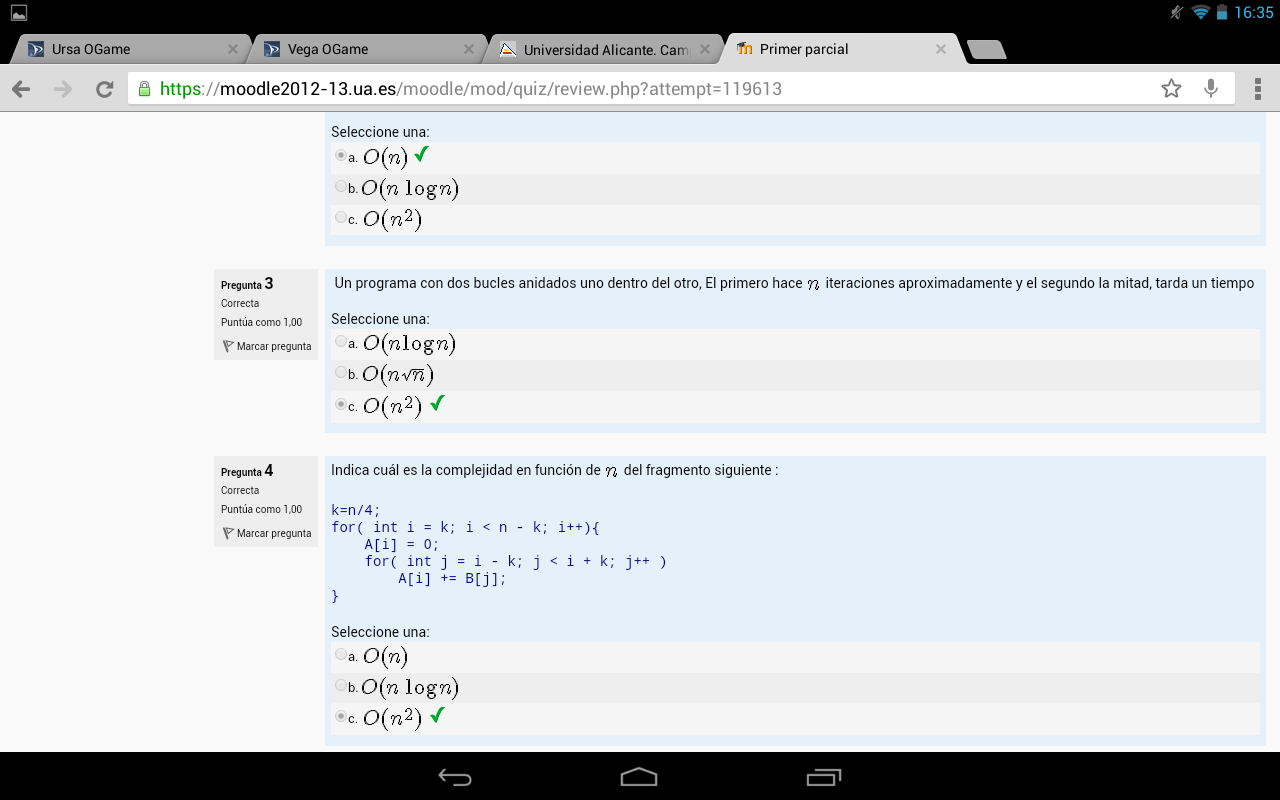 16:35
Ursa OGame
Vega OGame
Universidad Alicante. Cam
Primer parcial
https://moodle2012-13.ua.es/moodle/mod/quiz/review.php?attempt=119613
Seleccione una:
a. O(n)
b. O(n log n)
c. O(n²)
Pregunta 3
Correcta
Puntúa como 1,00
Marcar pregunta
Un programa con dos bucles anidados uno dentro del otro, El primero hace n iteraciones aproximadamente y el segundo la mitad, tarda un tiempo
Seleccione una:
a. O(n log n)
b. O(n√n)
c. O(n²)
Pregunta 4
Correcta
Puntúa como 1,00
Marcar pregunta
Indica cuál es la complejidad en función de n del fragmento siguiente :
k=n/4;
for( int i = k; i < n - k; i++){
    A[i] = 0;
    for( int j = i - k; j < i + k; j++ )
        A[i] += B[j];
}
Seleccione una:
a. O(n)
b. O(n log n)
c. O(n²)